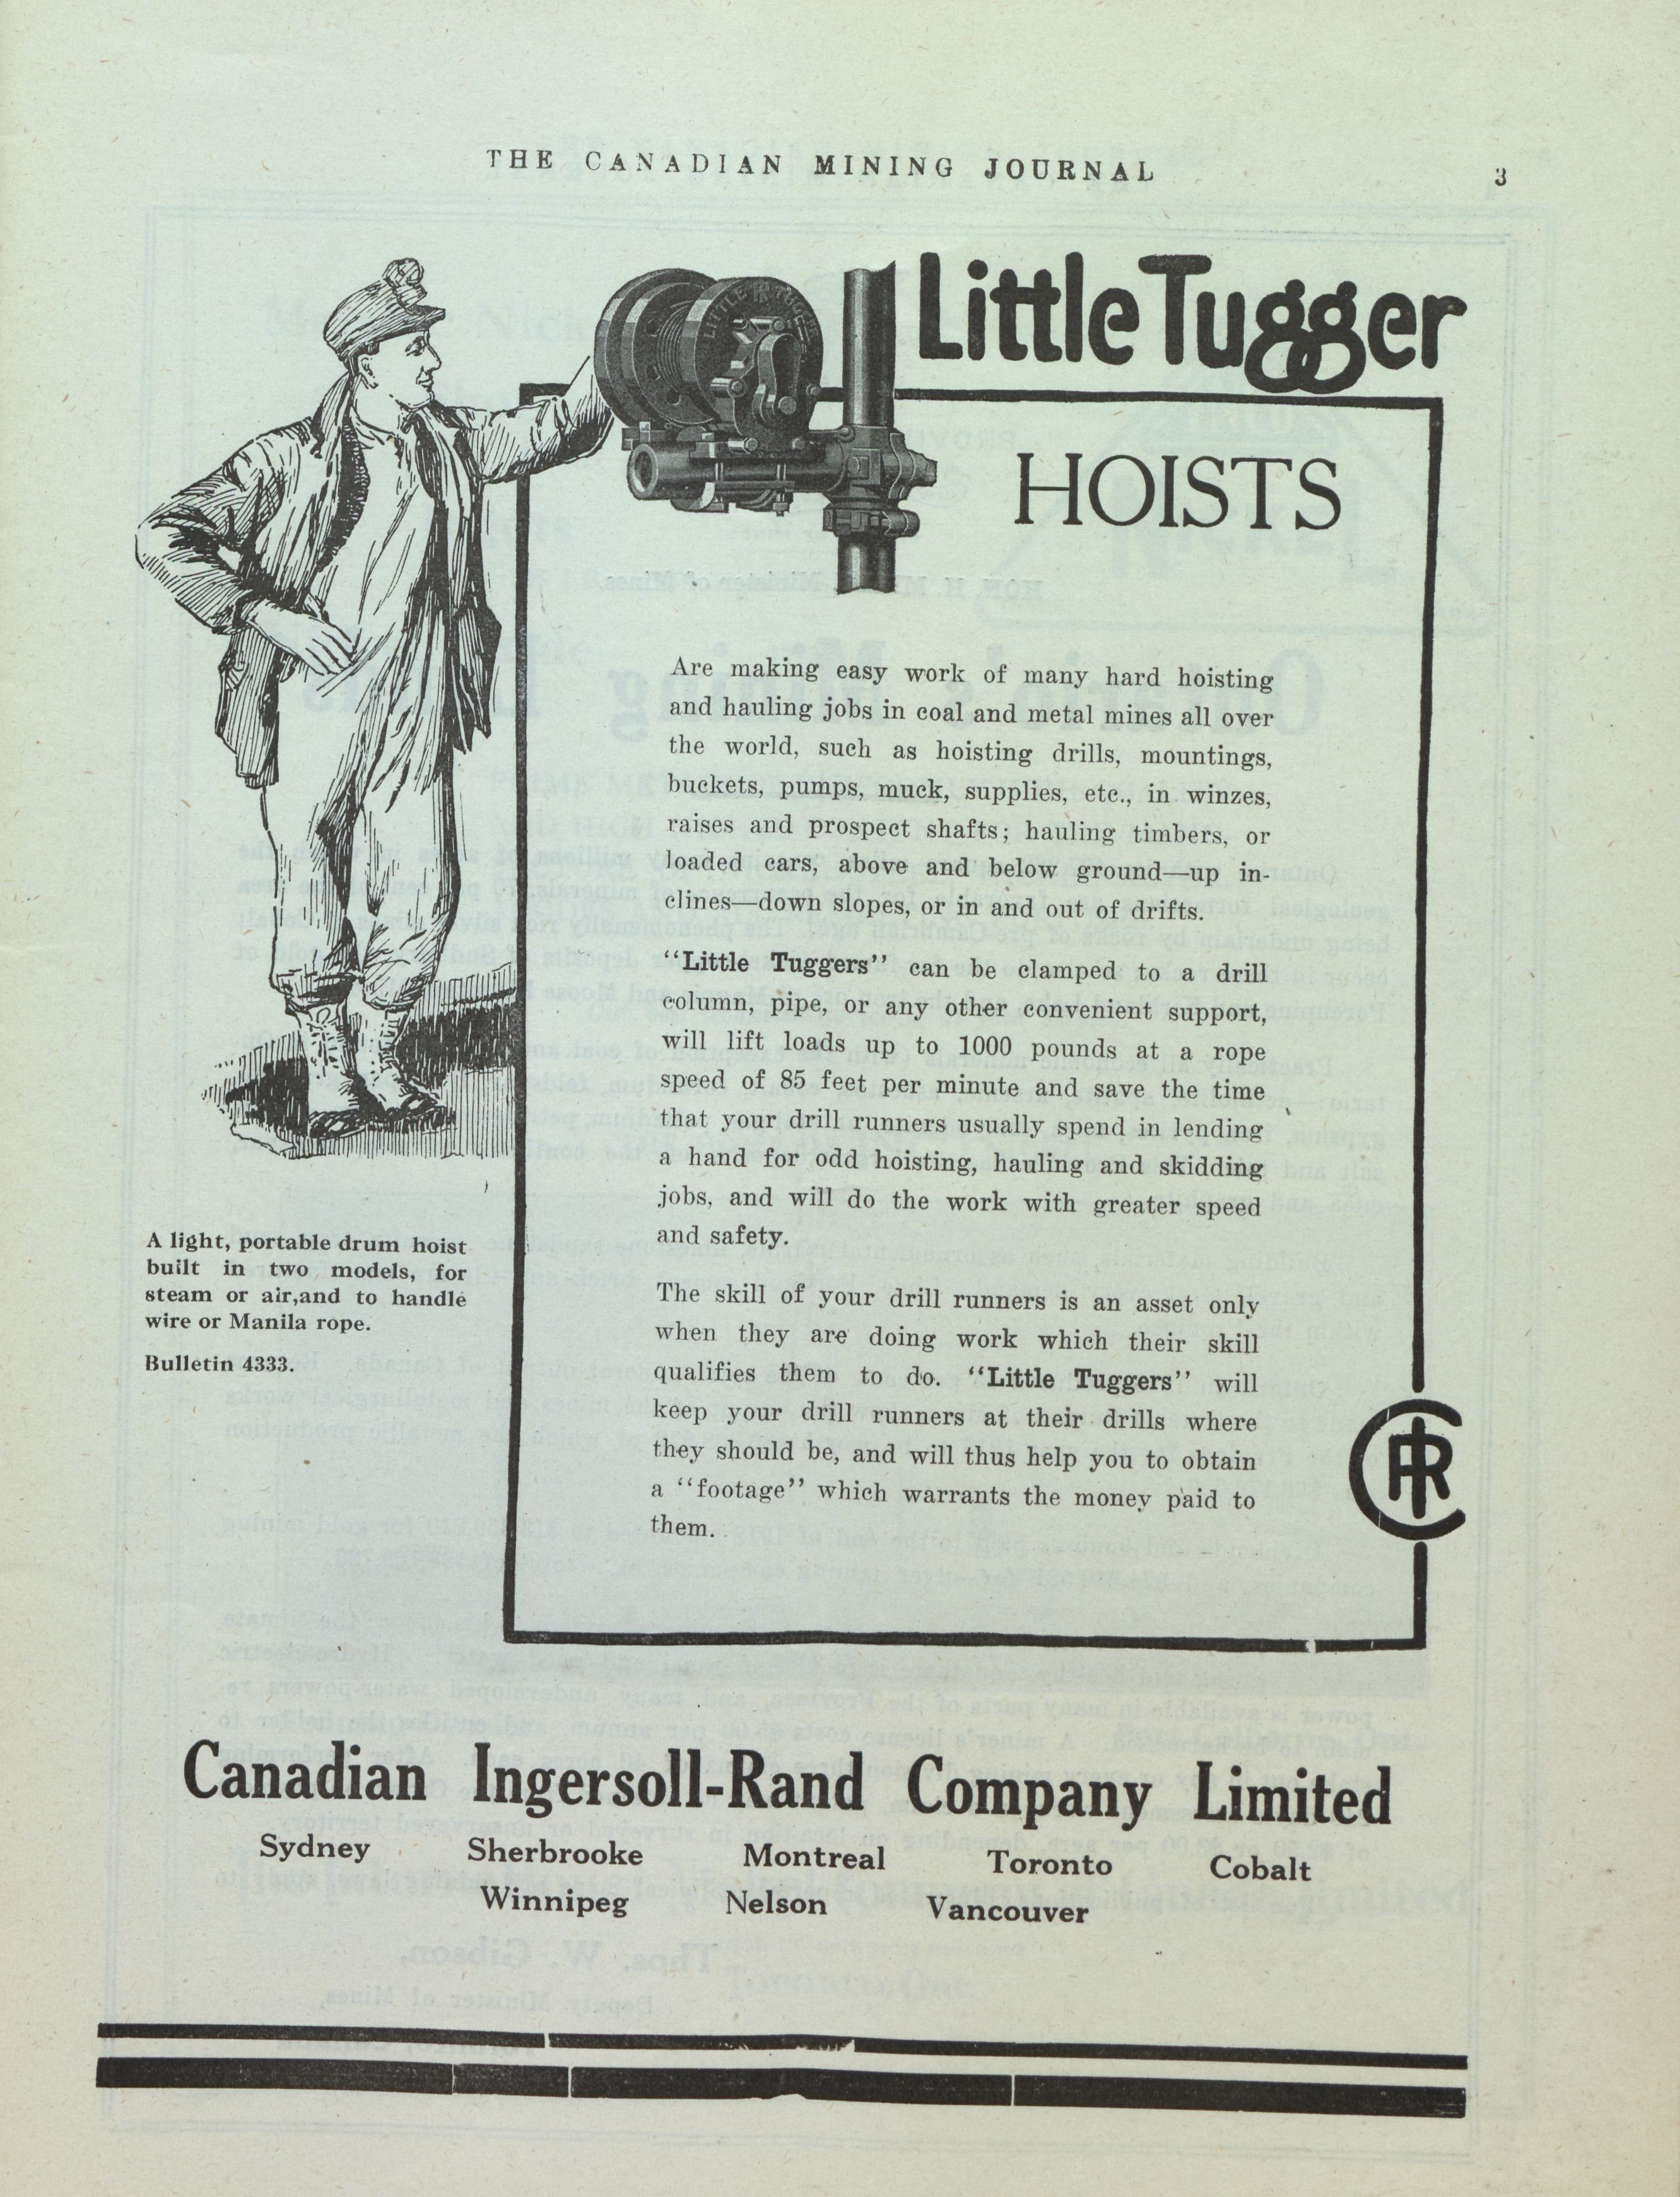 THE CANADIAN MINING JOURNAL
3
LITTLE IR TUGGER
Little Tugger
HOISTS
Are making easy work of many hard hoisting
and hauling jobs in coal and metal mines all over
the world, such as hoisting drills, mountings,
buckets, pumps, muck, supplies, etc., in winzes,
raises and prospect shafts; hauling timbers, or
loaded cars, above and below ground—up in-
clines—down slopes, or in and out of drifts.
“Little Tuggers” can be clamped to a drill
column, pipe, or any other convenient support,
will lift loads up to 1000 pounds at a rope
speed of 85 feet per minute and save the time
that your drill runners usually spend in lending
a hand for odd hoisting, hauling and skidding
jobs, and will do the work with greater speed
and safety.
The skill of your drill runners is an asset only
when they are doing work which their skill
qualifies them to do. “Little Tuggers” will
keep your drill runners at their drills where
they should be, and will thus help you to obtain
a “footage” which warrants the money paid to
them.
A light, portable drum hoist
built in two models, for
steam or air,and to handle
wire or Manila rope.
Bulletin 4333.
CIR
Canadian Ingersoll-Rand Company Limited
Sydney Sherbrooke Montreal Toronto Cobalt
Winnipeg Nelson Vancouver